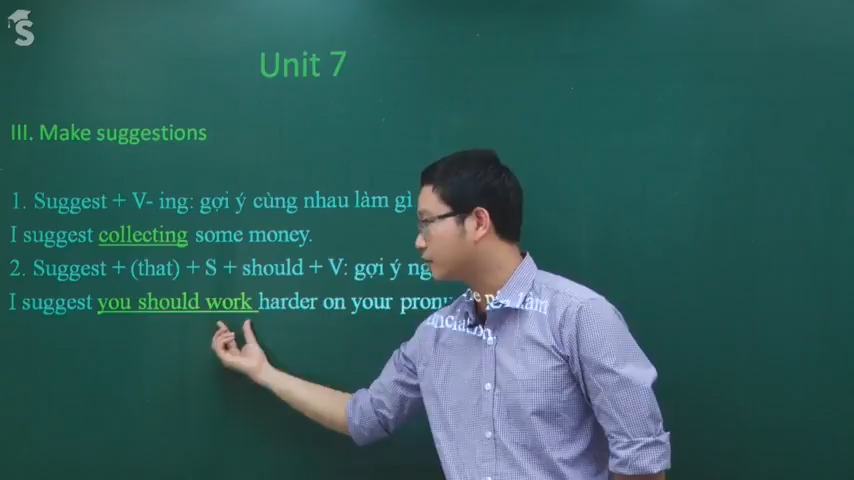 S
Unit 7
III. Make suggestions
1. Suggest + V- ing: gợi ý cùng nhau làm gì
I suggest collecting some money.
2. Suggest + (that) + S + should + V: gợi ý làm
I suggest you should work harder on your